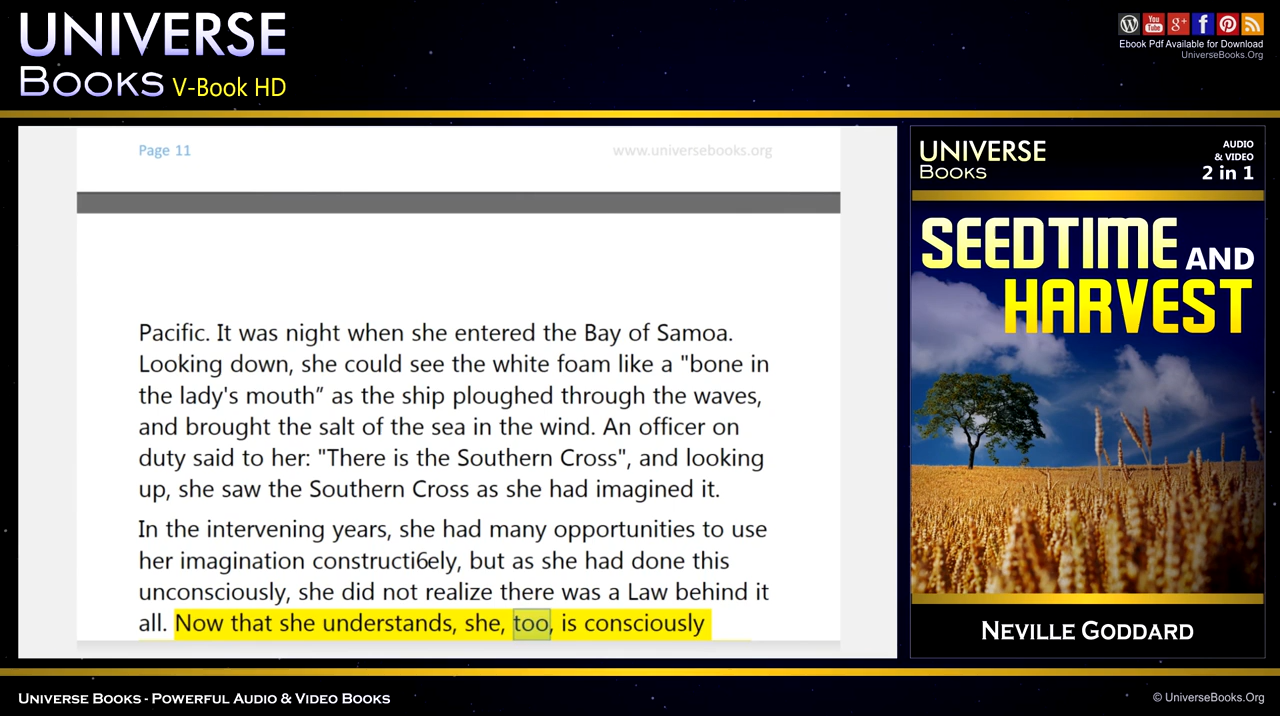 UNIVERSE
BOOKS V-Book HD
Ebook Pdf Available for Download
UniverseBooks.Org
Page 11
www.universebooks.org
Pacific. It was night when she entered the Bay of Samoa.
Looking down, she could see the white foam like a "bone in
the lady's mouth” as the ship ploughed through the waves,
and brought the salt of the sea in the wind. An officer on
duty said to her: "There is the Southern Cross", and looking
up, she saw the Southern Cross as she had imagined it.
In the intervening years, she had many opportunities to use
her imagination constructi6ely, but as she had done this
unconsciously, she did not realize there was a Law behind it
all. Now that she understands, she, too, is consciously
UNIVERSE
BOOKS
AUDIO
& VIDEO
2 in 1
SEEDTIME AND
HARVEST
NEVILLE GODDARD
UNIVERSE BOOKS - POWERFUL AUDIO & VIDEO BOOKS
© UniverseBooks.Org